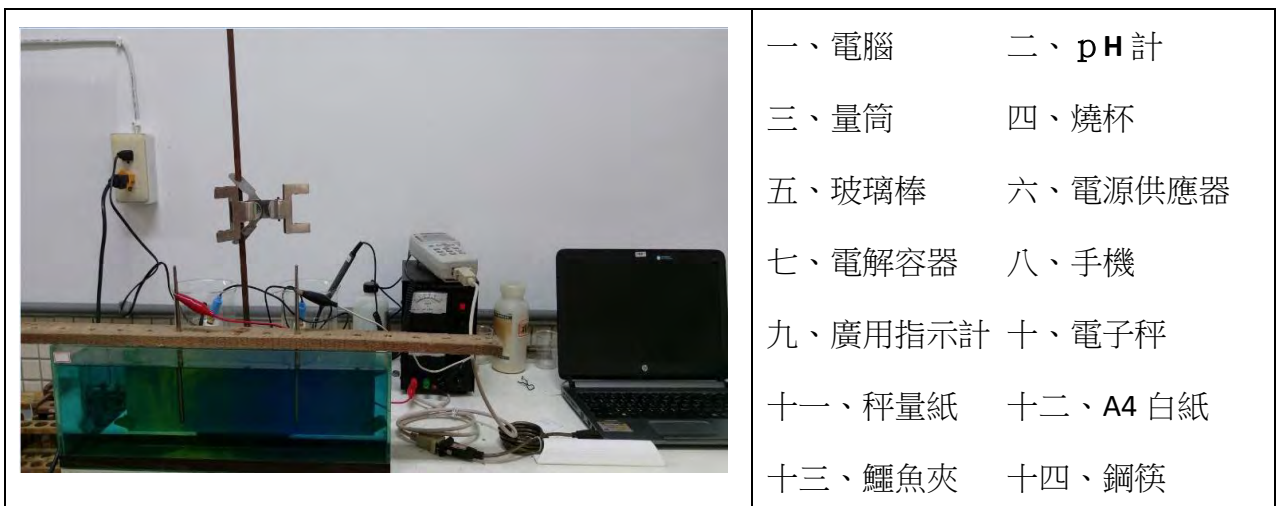 一、電腦 二、pH計
三、量筒 四、燒杯
五、玻璃棒 六、電源供應器
七、電解容器 八、手機
九、廣用指示計 十、電子秤
十一、秤量紙 十二、A4 白紙
十三、鱷魚夾 十四、鋼筷